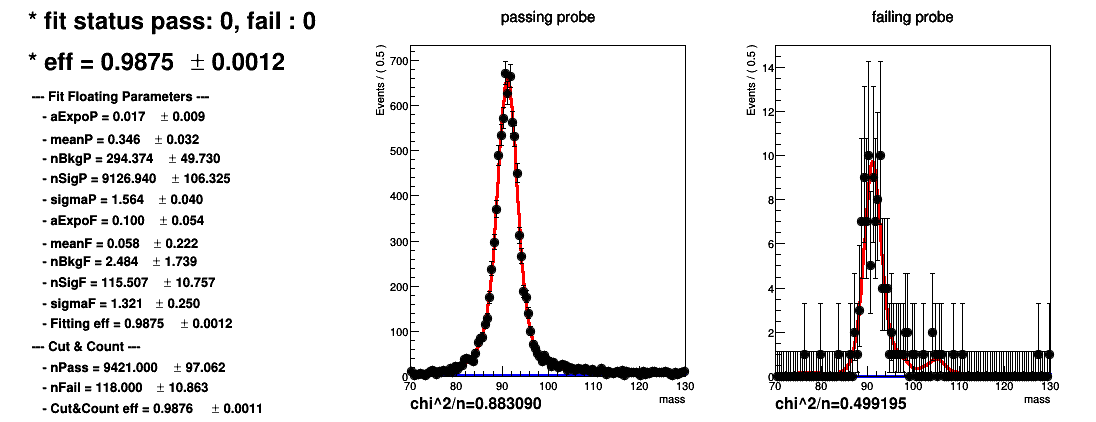 * fit status pass: 0, fail : 0
* eff = 0.9875 ± 0.0012
--- Fit Floating Parameters ---
- aExpoP = 0.017 ± 0.009
- meanP = 0.346 ± 0.032
- nBkgP = 294.374 ± 49.730
- nSigP = 9126.940 ± 106.325
- sigmaP = 1.564 ± 0.040
- aExpoF = 0.100 ± 0.054
- meanF = 0.058 ± 0.222
- nBkgF = 2.484 ± 1.739
- nSigF = 115.507 ± 10.757
- sigmaF = 1.321 ± 0.250
- Fitting eff = 0.9875 ± 0.0012
--- Cut & Count ---
- nPass = 9421.000 ± 97.062
- nFail = 118.000 ± 10.863
- Cut&Count eff = 0.9876 ± 0.0011
passing probe
Events / ( 0.5 )
700
600
500
400
300
200
100
0
70 80 90 100 110 120 130
mass
chi^2/n=0.883090
failing probe
Events / ( 0.5 )
14
12
10
8
6
4
2
0
70 80 90 100 110 120 130
mass
chi^2/n=0.499195